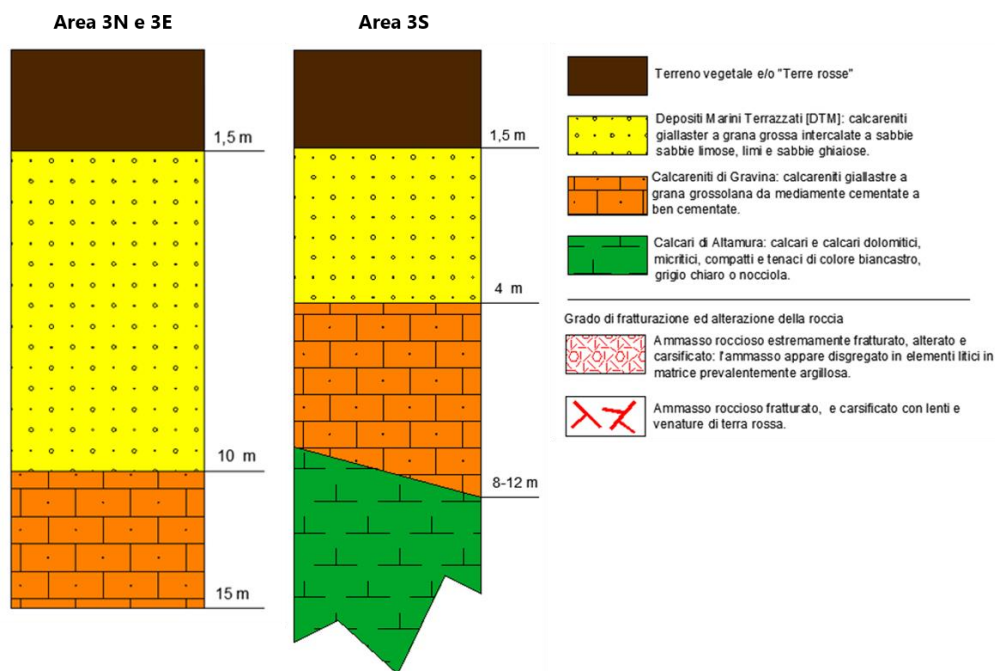 Area 3N e 3E
Area 3S
1,5 m
10 m
15 m
1,5 m
4 m
8-12 m
Terreno vegetale e/o "Terre rosse"
Depositi Marini Terrazzati [DTM]: calcareniti
giallaster a grana grossa intercalate a sabbie
sabbie limose, limi e sabbie ghiaiose.
Calcareniti di Gravina: calcareniti giallastre a
grana grossolana da mediamente cementate a
ben cementate.
Calcari di Altamura: calcari e calcari dolomitici,
micritici, compatti e tenaci di colore biancastro,
grigio chiaro o nocciola.
Grado di fratturazione ed alterazione della roccia
Ammasso roccioso estremamente fratturato, alterato e
carsificato: l'ammasso appare disgregato in elementi litici in
matrice prevalentemente argillosa.
Ammasso roccioso fratturato, e carsificato con lenti e
venature di terra rossa.